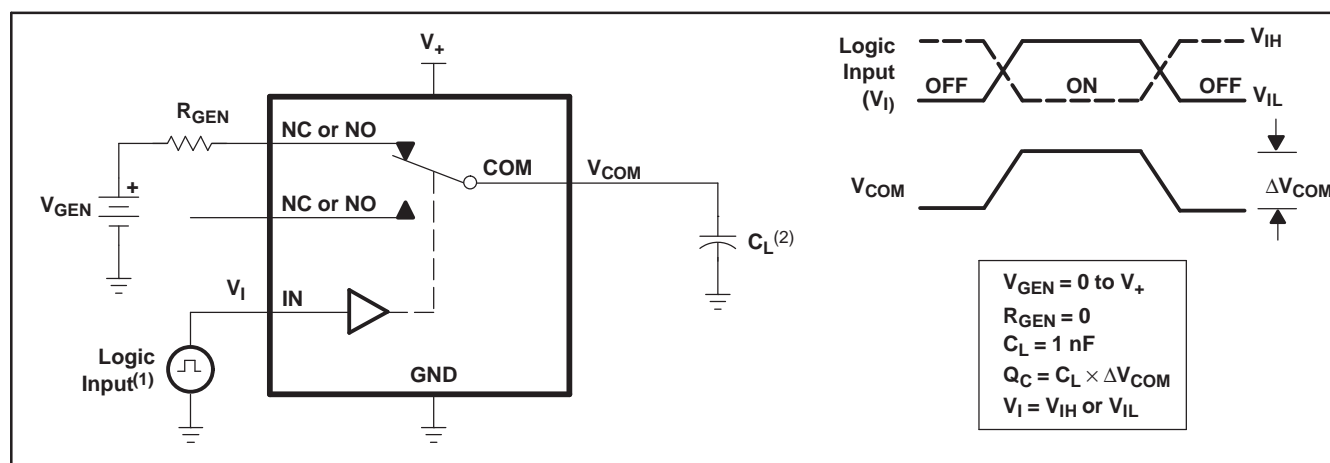 V+
RGEN
NC or NO
COM
VCOM
VGEN
+
NC or NO
CL(2)
VI
IN
Logic
Input(1)
GND
Logic
Input
(VI)
VIH
OFF
ON
OFF
VIL
VCOM
ΔVCOM
VGEN = 0 to V+
RGEN = 0
CL = 1 nF
QC = CL × ΔVCOM
VI = VIH or VIL